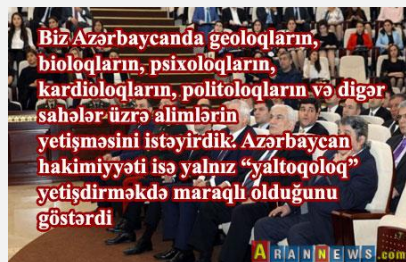 Biz Azərbaycanda geoloqların,
bioloqların, psixoloqların,
kardioloqların, politoloqların və digər
sahələr üzrə alimlərin
yetişməsini istəyirdik. Azərbaycan
hakimiyyəti isə yalnız “yaltoqoloq”
yetişdirməkdə maraqlı olduğunu
göstərdi
ARANNEWS.com